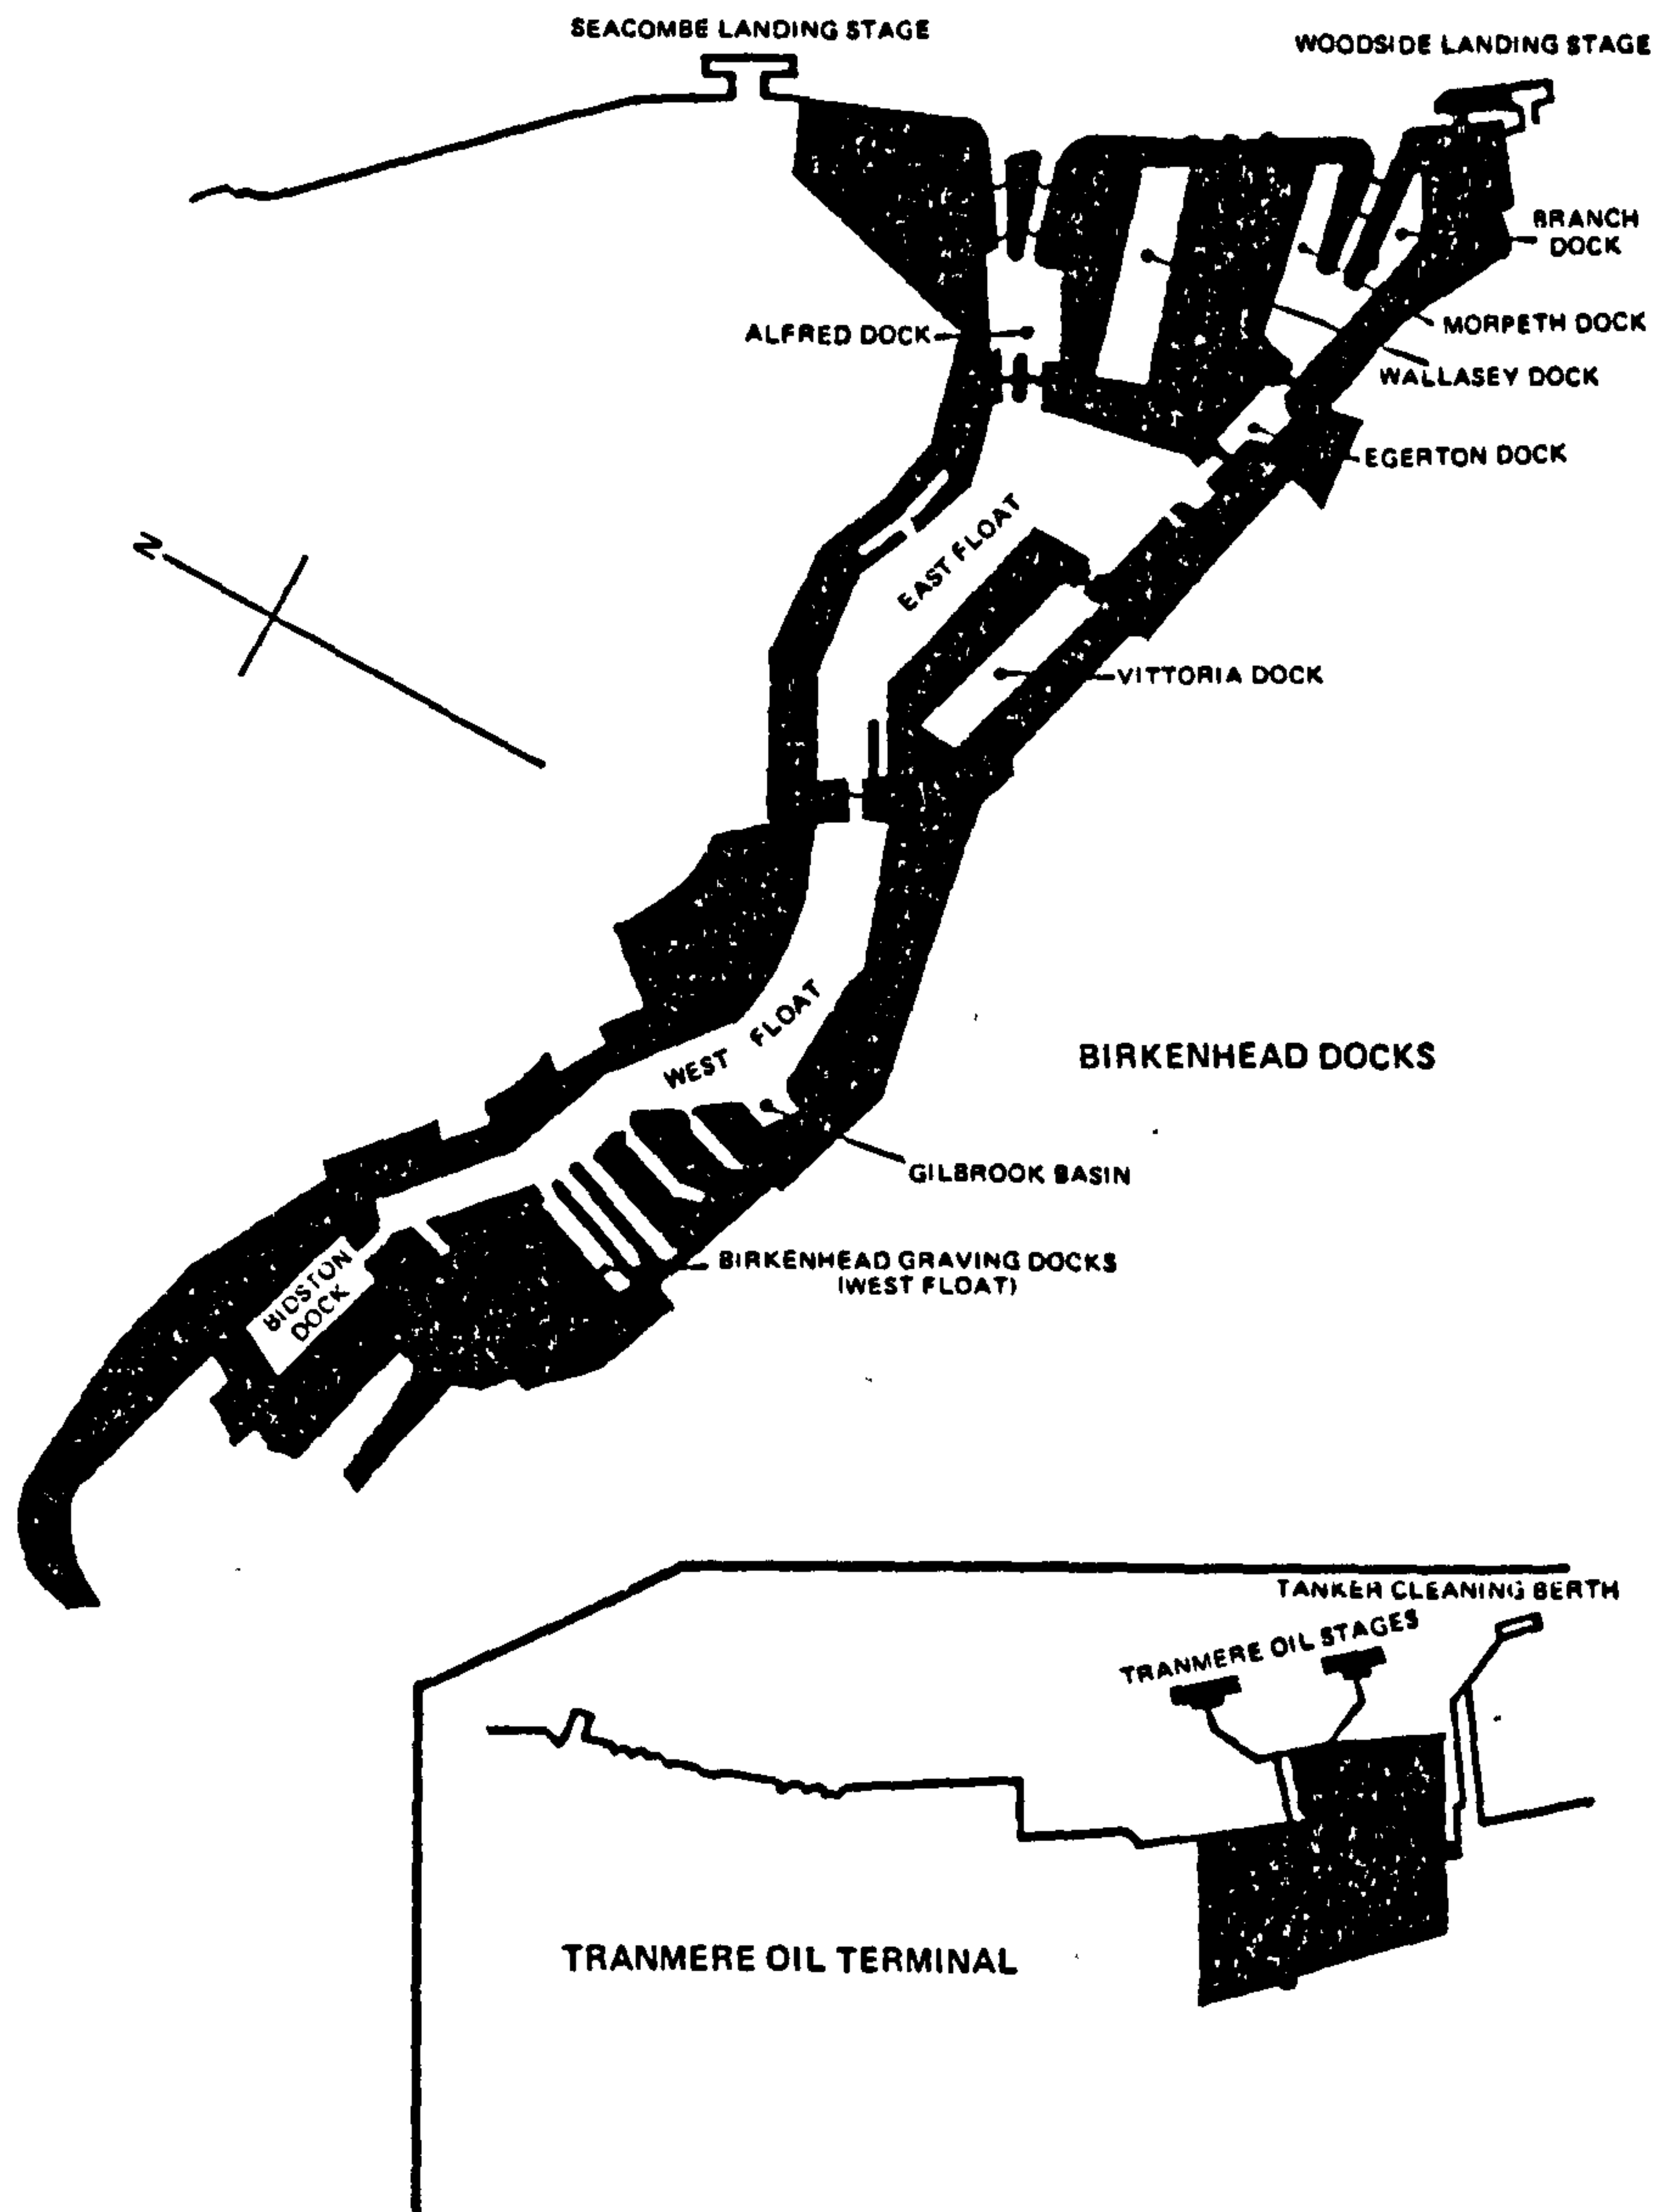 SEACOMBE LANDING STAGE
WOODSIDE LANDING STAGE
BRANCH
DOCK
ALFRED DOCK
MORPETH DOCK
WALLASEY DOCK
EGERTON DOCK
N
EAST FLOAT
VITTORIA DOCK
WEST FLOAT
BIRKENHEAD DOCKS
GILBROOK BASIN
BIRKENHEAD GRAVING DOCKS
(WEST FLOAT)
BIDSTON
DOCK
TANKER CLEANING BERTH
TRANMERE OIL STAGES
TRANMERE OIL TERMINAL